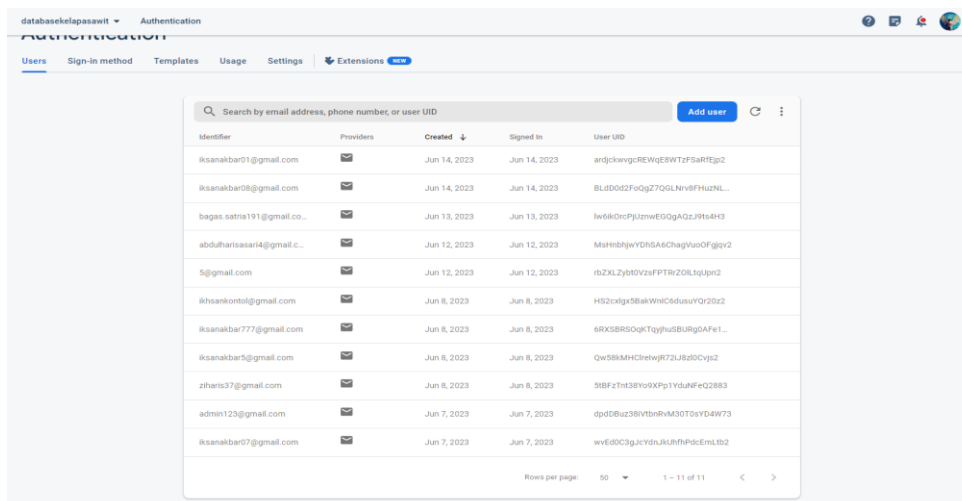 databasekelapasawit Authentication
Authentication
Users Sign-in method Templates Usage Settings Extensions NEW
Search by email address, phone number, or user UID Add user
Identifier Providers Created Signed In User UID
iksanakbar01@gmail.com Jun 14, 2023 Jun 14, 2023 ardjckwvgcREWqE8WTzFSaRfEjp2
iksanakbar08@gmail.com Jun 14, 2023 Jun 14, 2023 BLdD0d2FoQgZ7QGLNrv8FHuzNL...
bagas.satria191@gmail.co... Jun 13, 2023 Jun 13, 2023 lw6ikOrcPjUznwEGQgAQzJ9ts4H3
abdulharisasari4@gmail.c... Jun 12, 2023 Jun 12, 2023 MsHnbhjwYDhSA6ChagVuoOFgjqv2
5@gmail.com Jun 12, 2023 Jun 12, 2023 rbZXLZybt0VzsFPTRrZOlLtqUpn2
ikhsankontol@gmail.com Jun 8, 2023 Jun 8, 2023 HS2cxlgx5BakWnIC6dusuYQr20z2
iksanakbar777@gmail.com Jun 8, 2023 Jun 8, 2023 6RXSBRSOqKTqyjhuSBURg0AFe1...
iksanakbar5@gmail.com Jun 8, 2023 Jun 8, 2023 Qw58kMHClreIwjR72iJ8zl0Cvjs2
ziharis37@gmail.com Jun 8, 2023 Jun 8, 2023 5tBFzTnt38Yo9XPp1YduNFeQ2883
admin123@gmail.com Jun 7, 2023 Jun 7, 2023 dpdDBuz38iVtbnRvM30T0sYD4W73
iksanakbar07@gmail.com Jun 7, 2023 Jun 7, 2023 wvEd0C3gJcYdnJkUhfhPdcEmLtb2
Rows per page: 50 1 – 11 of 11